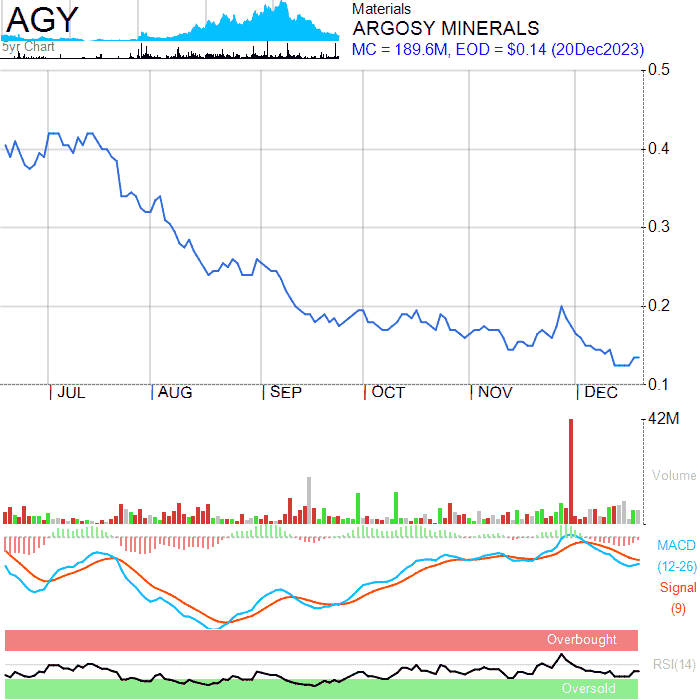 AGY
5yr Chart
Materials
ARGOSY MINERALS
MC = 189.6M, EOD = $0.14 (20Dec2023)
0.5
0.4
0.3
0.2
0.1
JUL AUG SEP OCT NOV DEC
42M
Volume
MACD
(12-26)
Signal
(9)
Overbought
RSI(14)
Oversold